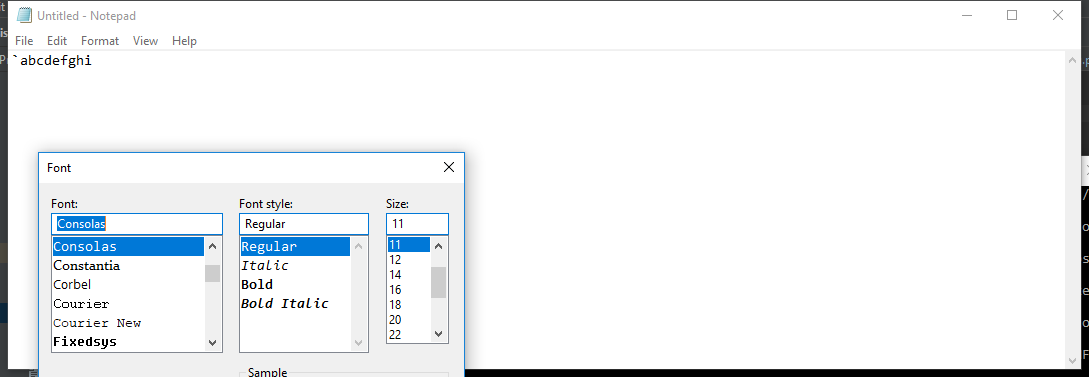 Untitled - Notepad
File Edit Format View Help
`abcdefghi
Font
Font: Font style: Size:
Consolas Regular 11
Consolas Regular 11
Constantia Italic 12
Corbel Bold 14
Courier Bold Italic 16
Courier New 18
Fixedsys 20
22
Sample